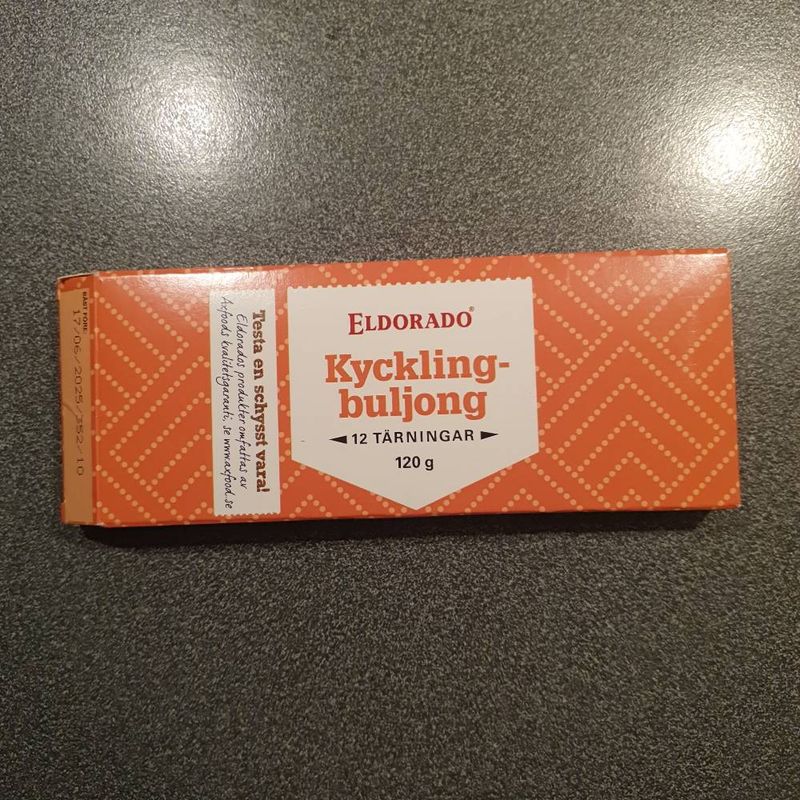 BÄST FÖRE:
17/06/2025/352/10
Testa en schysst vara!
Eldorados produkter omfattas av
Axfoods kvalitetsgaranti, se www.axfood.se
ELDORADO®
Kyckling-
buljong
◄12 TÄRNINGAR►
120 g